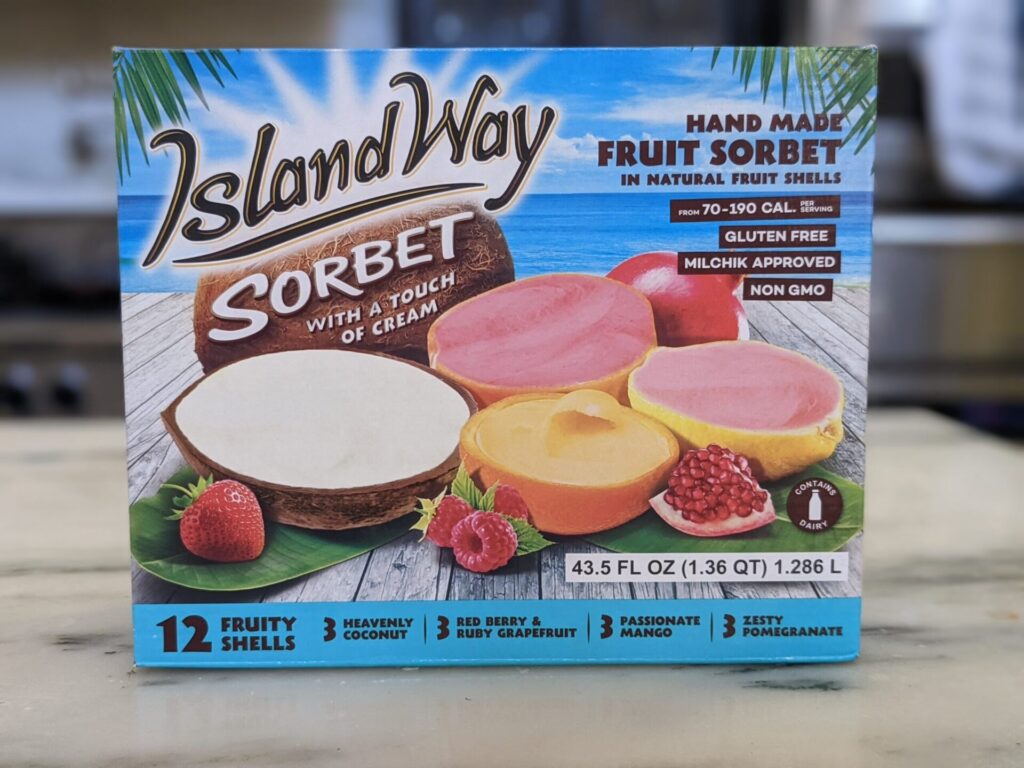 Island Way
SORBET
WITH A TOUCH
OF CREAM
HAND MADE
FRUIT SORBET
IN NATURAL FRUIT SHELLS
FROM 70-190 CAL. PER SERVING
GLUTEN FREE
MILCHIK APPROVED
NON GMO
CONTAINS
DAIRY
43.5 FL OZ (1.36 QT) 1.286 L
12 FRUITY
SHELLS
3 HEAVENLY
COCONUT
3 RED BERRY &
RUBY GRAPEFRUIT
3 PASSIONATE
MANGO
3 ZESTY
POMEGRANATE